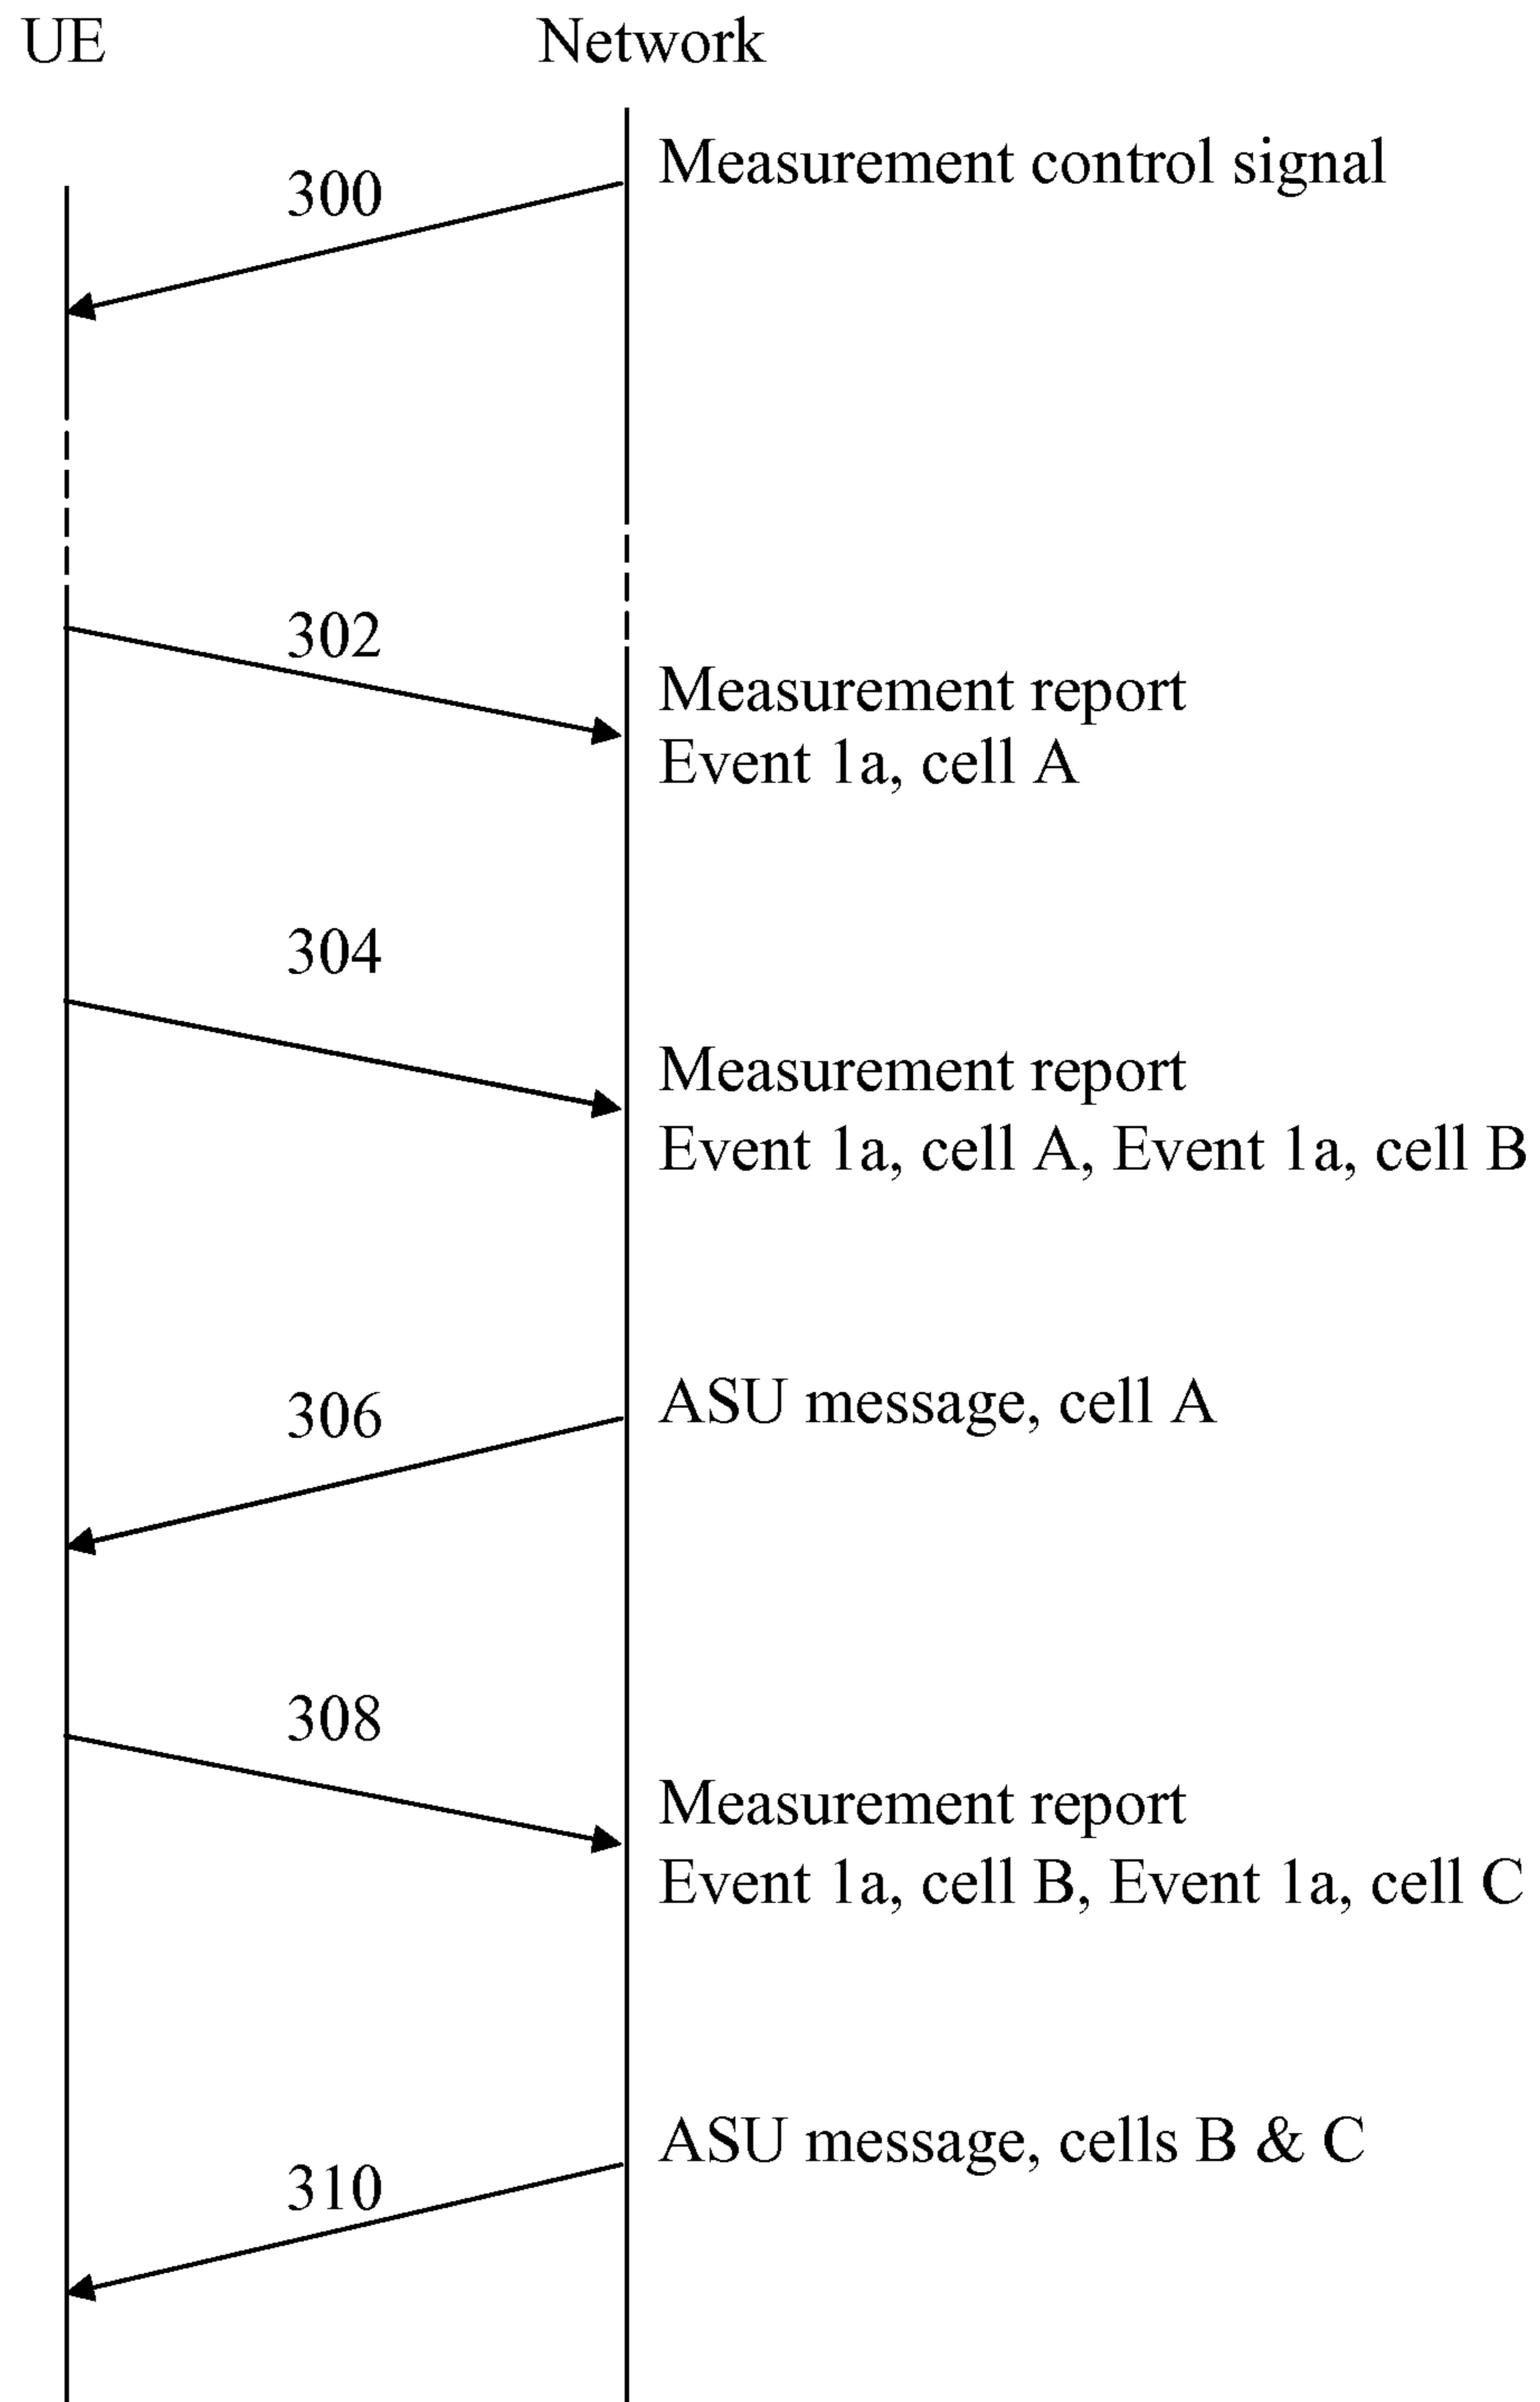 UE
Network
Measurement control signal
300
302
Measurement report
Event 1a, cell A
304
Measurement report
Event 1a, cell A, Event 1a, cell B
ASU message, cell A
306
308
Measurement report
Event 1a, cell B, Event 1a, cell C
ASU message, cells B & C
310